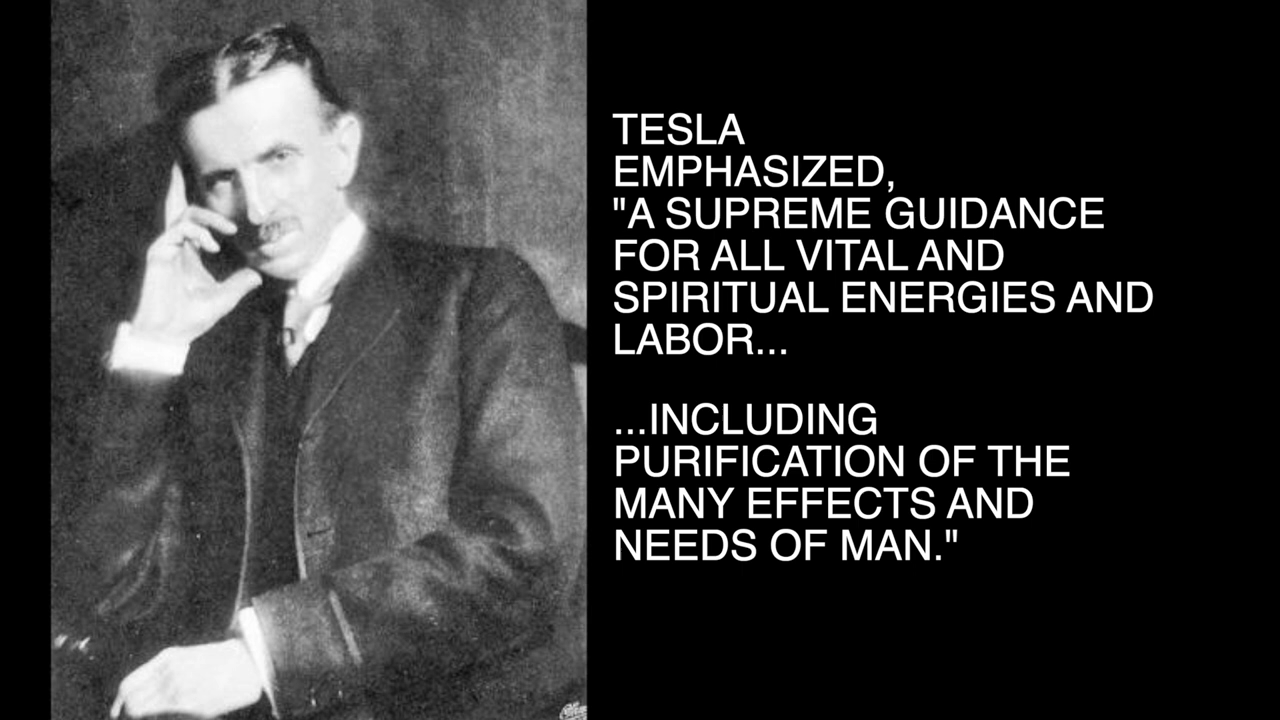 TESLA
EMPHASIZED,
"A SUPREME GUIDANCE
FOR ALL VITAL AND
SPIRITUAL ENERGIES AND
LABOR...
...INCLUDING
PURIFICATION OF THE
MANY EFFECTS AND
NEEDS OF MAN."